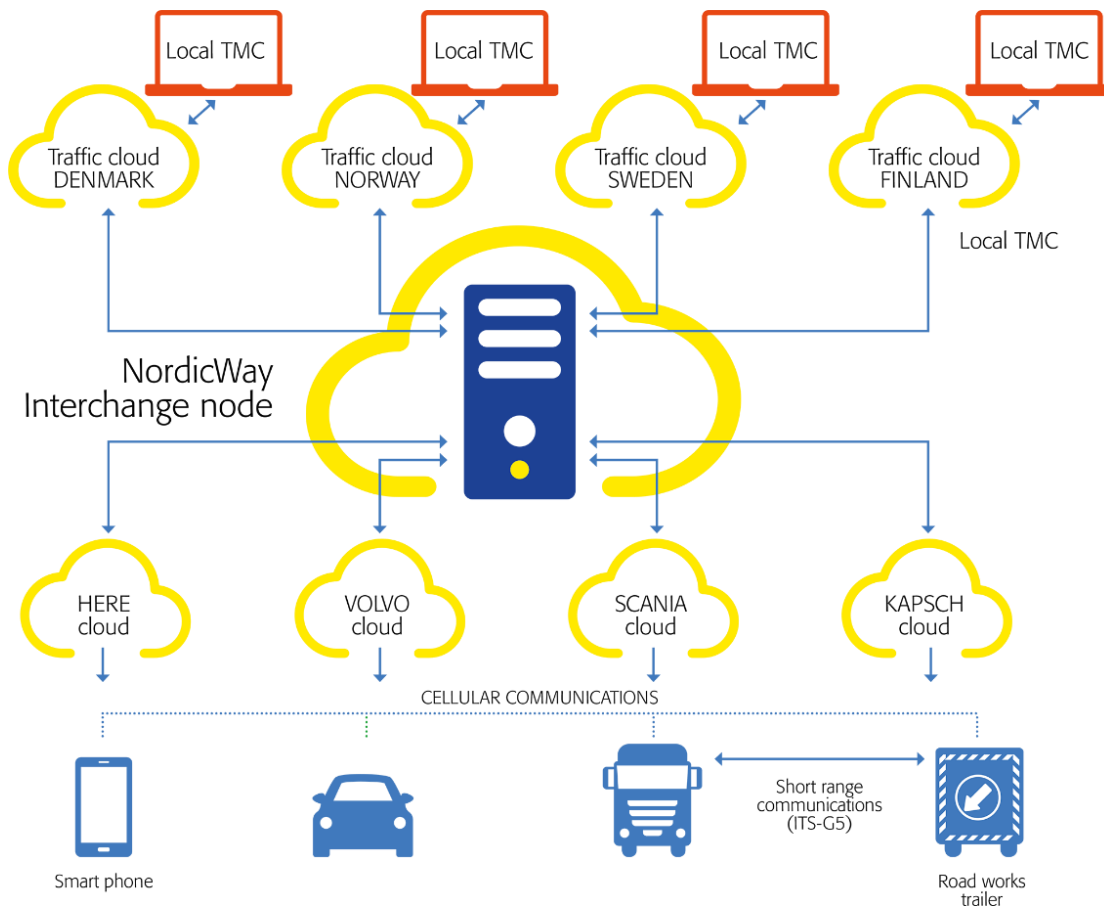 Local TMC
Local TMC
Local TMC
Local TMC
Traffic cloud
DENMARK
Traffic cloud
NORWAY
Traffic cloud
SWEDEN
Traffic cloud
FINLAND
Local TMC
NordicWay
Interchange node
HERE
cloud
VOLVO
cloud
SCANIA
cloud
KAPSCH
cloud
CELLULAR COMMUNICATIONS
Short range
communications
(ITS-G5)
Smart phone
Road works
trailer